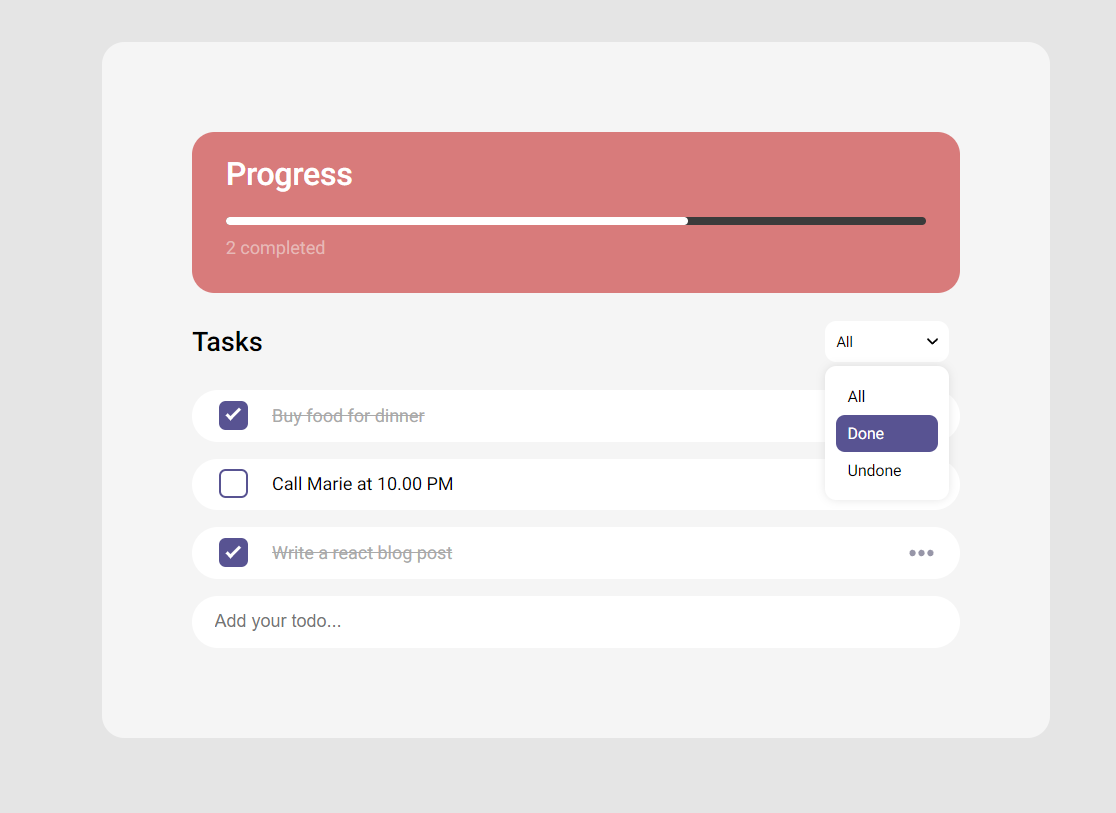 Progress
2 completed
Tasks
All
All
Done
Undone
Buy food for dinner
Call Marie at 10.00 PM
Write a react blog post
Add your todo...